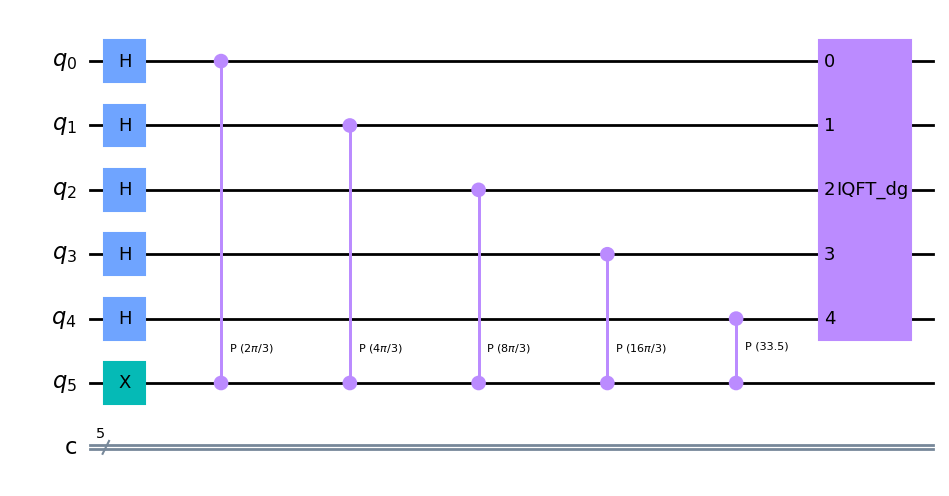 q0 H 0
q1 H 1
q2 H 2 IQFT_dg
q3 H 3
q4 H 4
P (2π/3) P (4π/3) P (8π/3) P (16π/3) P (33.5)
q5 X
5
c